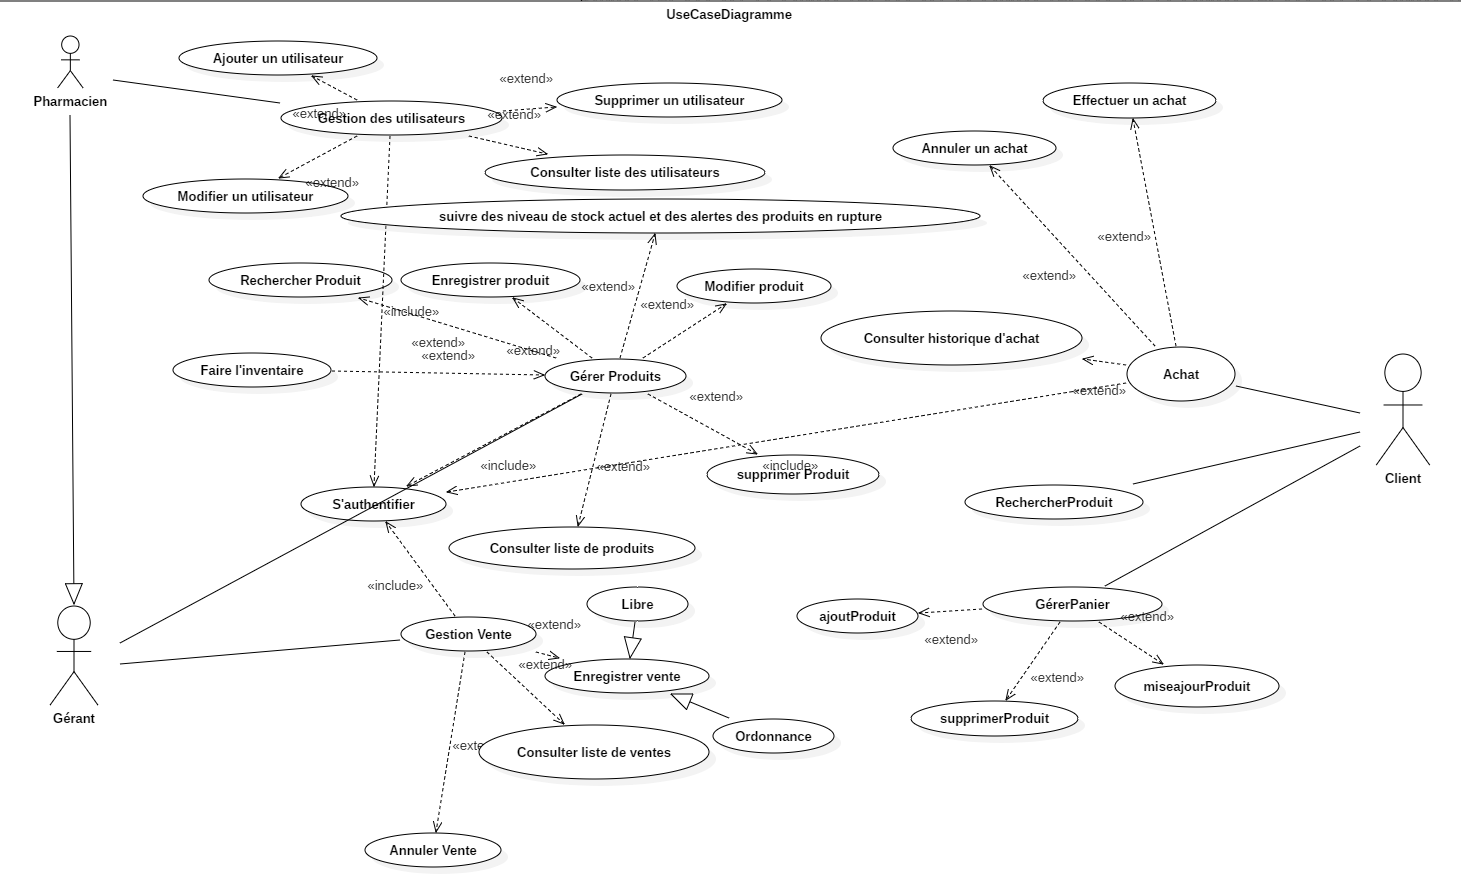 UseCaseDiagramme
Pharmacien
Ajouter un utilisateur
«extend»
Supprimer un utilisateur
«extend»
Gestion des utilisateurs
«extend»
Consulter liste des utilisateurs
«extend»
Modifier un utilisateur
Effectuer un achat
Annuler un achat
suivre des niveau de stock actuel et des alertes des produits en rupture
«extend»
«extend»
Rechercher Produit
Enregistrer produit
«extend»
Modifier produit
«extend»
«include»
«extend»
«extend»
«extend»
Consulter historique d'achat
Faire l'inventaire
Gérer Produits
Achat
«extend»
«extend»
Client
«include»
«extend»
«include»
supprimer Produit
S'authentifier
RechercherProduit
Consulter liste de produits
«include»
Libre
Gestion Vente
«extend»
«extend»
Enregistrer vente
Gérant
Ordonnance
«exte
Consulter liste de ventes
Annuler Vente
GérerPanier
«extend»
ajoutProduit
«extend»
«extend»
miseajourProduit
supprimerProduit